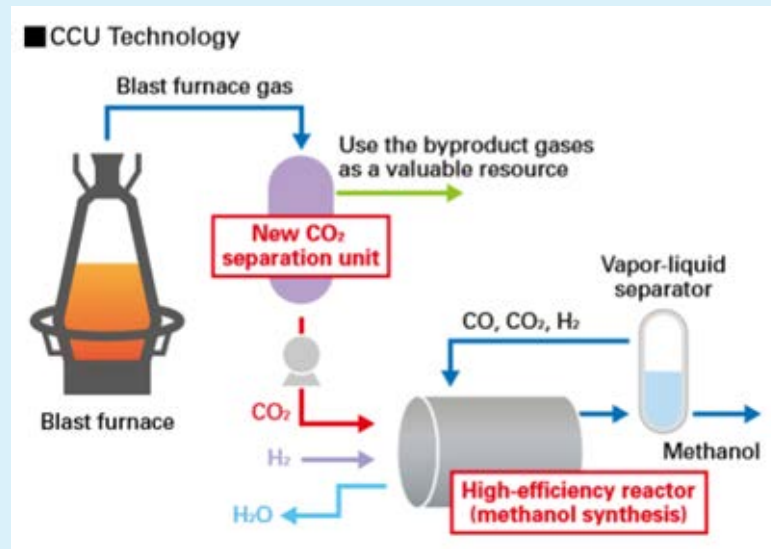 ■CCU Technology
Blast furnace gas
Use the byproduct gases
as a valuable resource
New CO₂
separation unit
Vapor-liquid
separator
CO, CO₂, H₂
Blast furnace
CO₂
H₂
H₂O
Methanol
High-efficiency reactor
(methanol synthesis)